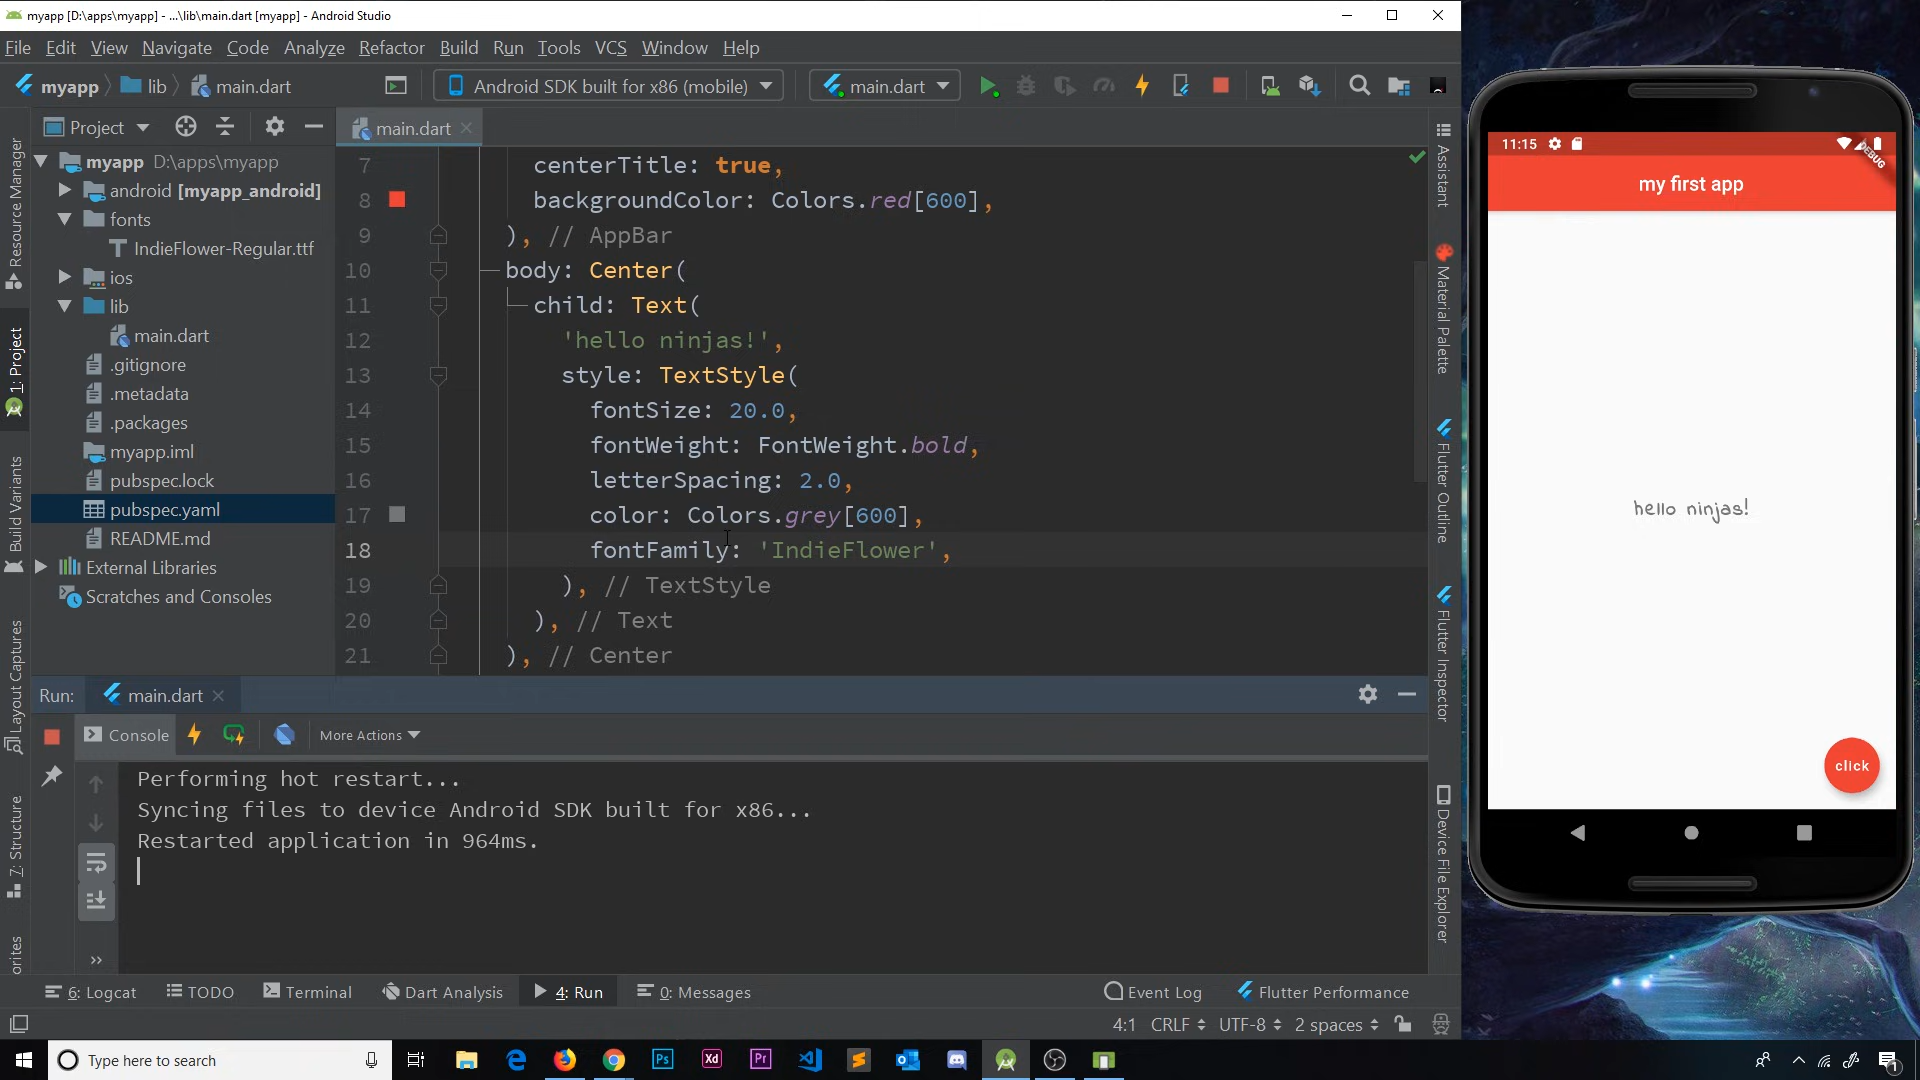 myapp [D:\apps\myapp] - ...\lib\main.dart [myapp] - Android Studio
File Edit View Navigate Code Analyze Refactor Build Run Tools VCS Window Help
myapp lib main.dart Android SDK built for x86 (mobile) main.dart
Project main.dart
Resource Manager
1: Project
Build Variants
Layout Captures
7: Structure
orites
myapp D:\apps\myapp
android [myapp_android]
fonts
IndieFlower-Regular.ttf
ios
lib
main.dart
.gitignore
.metadata
.packages
myapp.iml
pubspec.lock
pubspec.yaml
README.md
External Libraries
Scratches and Consoles
7 centerTitle: true,
8 backgroundColor: Colors.red[600],
9 ), // AppBar
10 body: Center(
11 child: Text(
12 'hello ninjas!',
13 style: TextStyle(
14 fontSize: 20.0,
15 fontWeight: FontWeight.bold,
16 letterSpacing: 2.0,
17 color: Colors.grey[600],
18 fontFamily: 'IndieFlower',
19 ), // TextStyle
20 ), // Text
21 ), // Center
Assistant
Material Palette
Flutter Outline
Flutter Inspector
Device File Explorer
Run: main.dart
Console More Actions
Performing hot restart...
Syncing files to device Android SDK built for x86...
Restarted application in 964ms.
6: Logcat TODO Terminal Dart Analysis 4: Run 0: Messages Event Log Flutter Performance
4:1 CRLF UTF-8 2 spaces
Type here to search
Ps Xd Pr
1
11:15
DEBUG
my first app
hello ninjas!
click